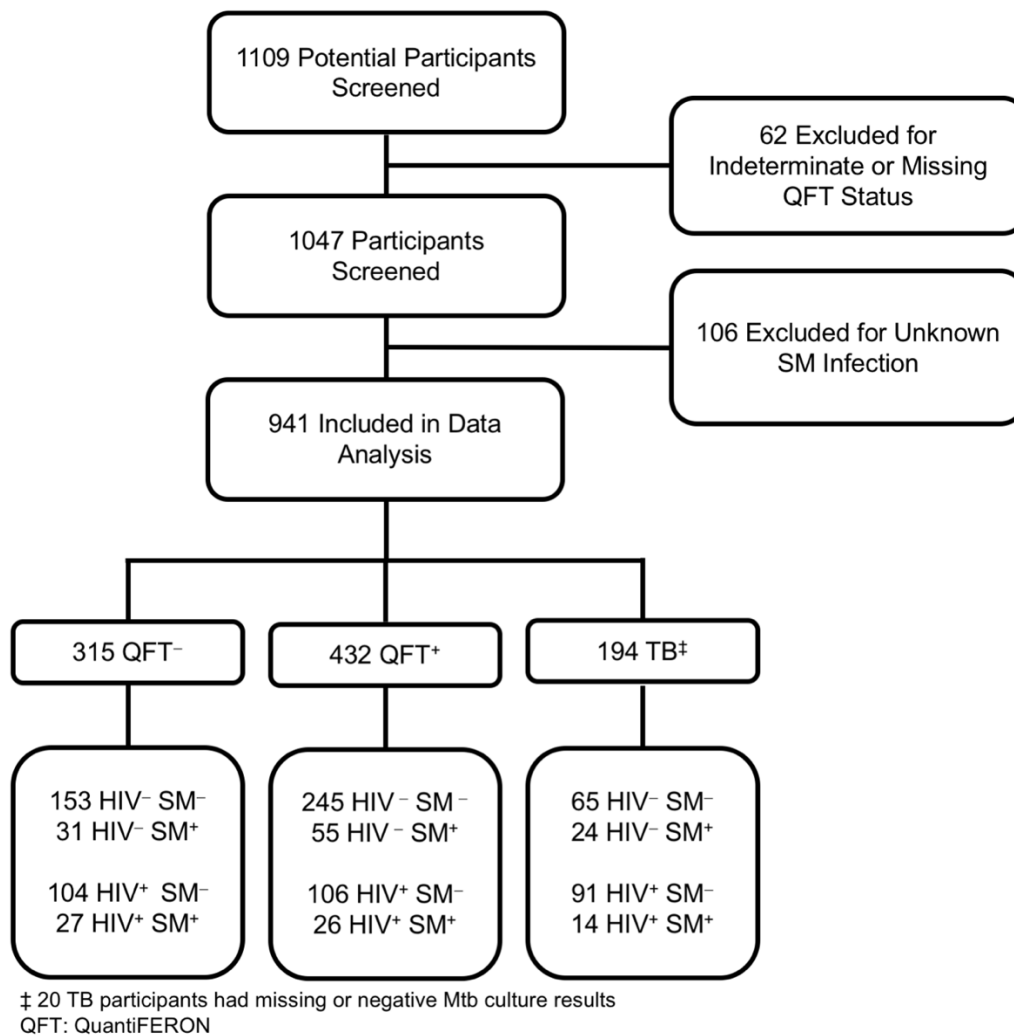 1109 Potential Participants
Screened
62 Excluded for
Indeterminate or Missing
QFT Status
1047 Participants
Screened
106 Excluded for Unknown
SM Infection
941 Included in Data
Analysis
315 QFT⁻
432 QFT⁺
194 TB‡
153 HIV⁻ SM⁻
31 HIV⁻ SM⁺
104 HIV⁺ SM⁻
27 HIV⁺ SM⁺
245 HIV⁻ SM⁻
55 HIV⁻ SM⁺
106 HIV⁺ SM⁻
26 HIV⁺ SM⁺
65 HIV⁻ SM⁻
24 HIV⁻ SM⁺
91 HIV⁺ SM⁻
14 HIV⁺ SM⁺
‡ 20 TB participants had missing or negative Mtb culture results
QFT: QuantiFERON